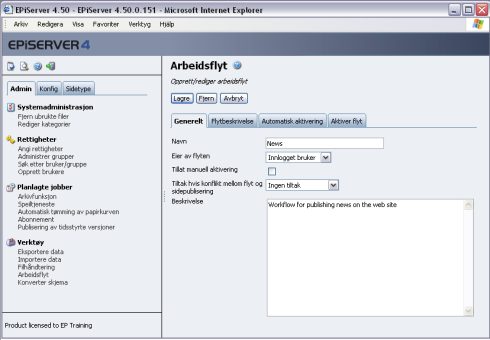 EPiServer 4.50 - EPiServer 4.50.0.151 - Microsoft Internet Explorer
Arkiv Redigera Visa Favoriter Verktyg Hjälp
EPiSERVER 4
Admin Konfig Sidetype
Systemadministrasjon
Fjern ubrukte filer
Rediger kategorier
Rettigheter
Angi rettigheter
Administrer grupper
Søk etter bruker/gruppe
Opprett brukere
Planlagte jobber
Arkivfunksjon
Speiltjeneste
Automatisk tømming av papirkurven
Abonnement
Publisering av tidsstyrte versjoner
Verktøy
Eksportere data
Importere data
Filhåndtering
Arbeidsflyt
Konverter skjema
Product licensed to EP Training
Arbeidsflyt
Opprett/rediger arbeidsflyt
Lagre Fjern Avbryt
Generelt Flytbeskrivelse Automatisk aktivering Aktiver flyt
Navn News
Eier av flyten Innlogget bruker
Tillat manuell aktivering
Tiltak hvis konflikt mellom flyt og sidepublisering Ingen tiltak
Beskrivelse Workflow for publishing news on the web site